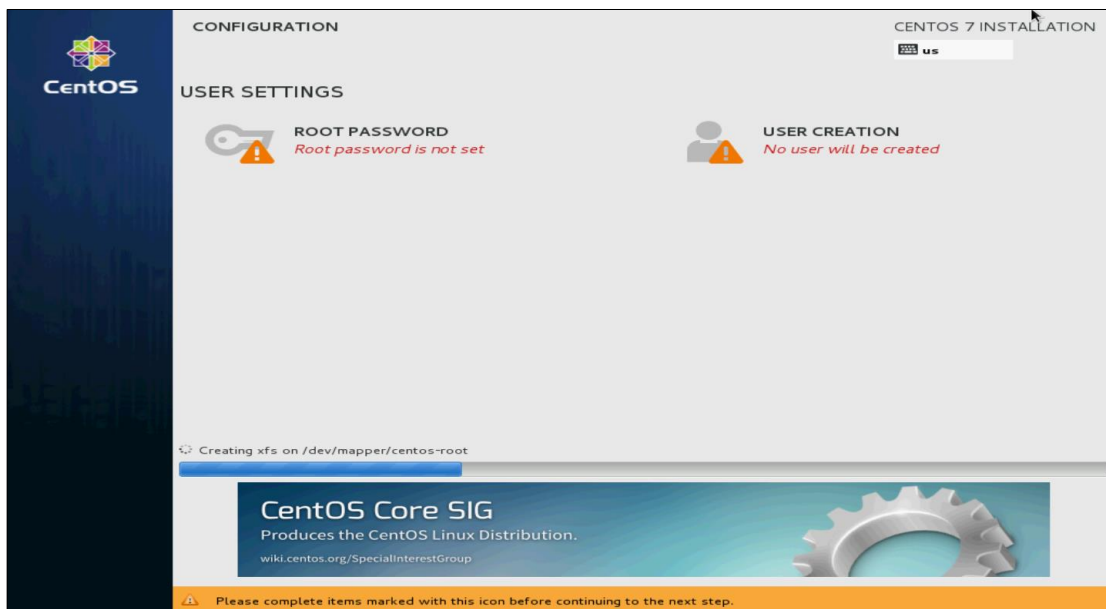 CentOS
CONFIGURATION
CENTOS 7 INSTALLATION
us
USER SETTINGS
ROOT PASSWORD
Root password is not set
USER CREATION
No user will be created
Creating xfs on /dev/mapper/centos-root
CentOS Core SIG
Produces the CentOS Linux Distribution.
wiki.centos.org/SpecialInterestGroup
Please complete items marked with this icon before continuing to the next step.